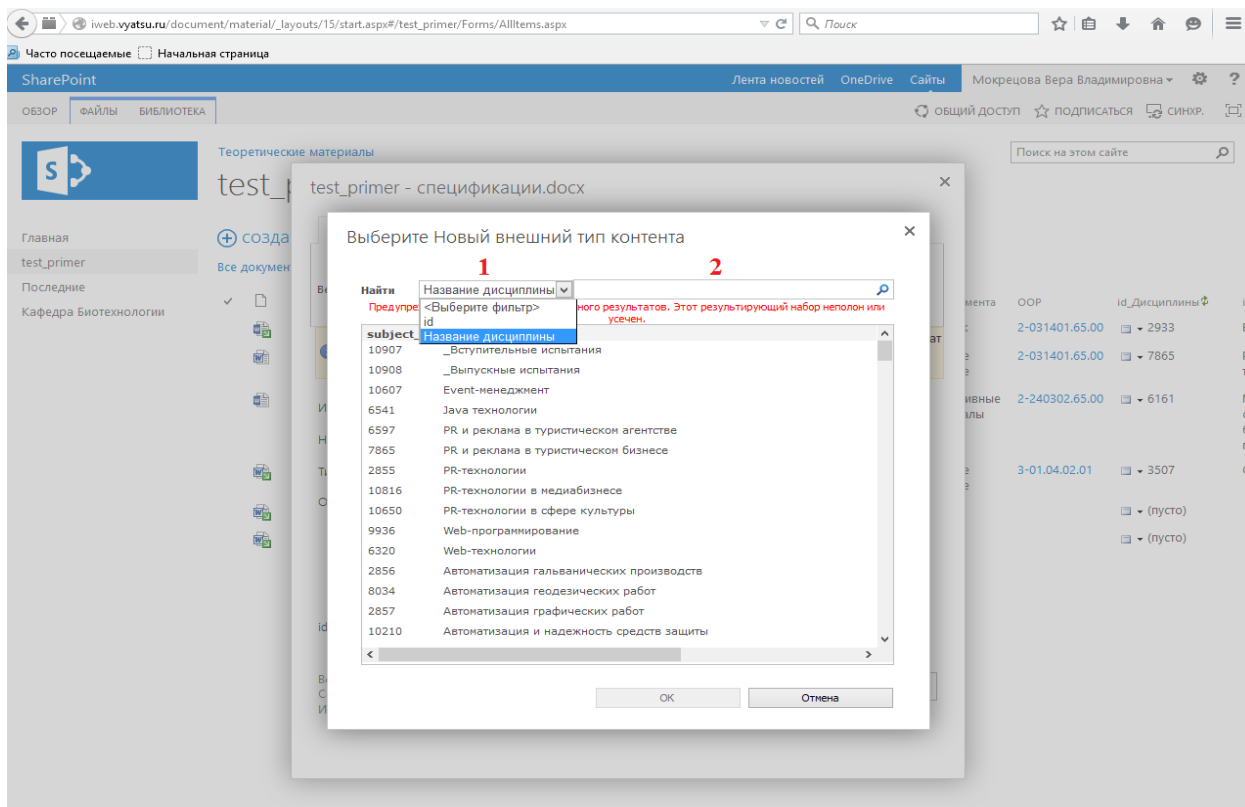 iweb.vyatsu.ru/document/material/_layouts/15/start.aspx#/test_primer/Forms/AllItems.aspx
Поиск
Часто посещаемые Начальная страница
SharePoint Лента новостей OneDrive Сайты Мокрецова Вера Владимировна ?
ОБЗОР ФАЙЛЫ БИБЛИОТЕКА ОБЩИЙ ДОСТУП ПОДПИСАТЬСЯ СИНХР.
Теоретические материалы
Поиск на этом сайте
S
test_p
test_primer - спецификации.docx
Главная
test_primer
Последние
Кафедра Биотехнологии
СОЗДА
Все докумен
Выберите Новый внешний тип контента
1 2
Найти Название дисциплины
<Выберите фильтр>
id
Название дисциплины
Предупре ного результатов. Этот результирующий набор неполон или
усечен.
subject_
10907 _Вступительные испытания
10908 _Выпускные испытания
10607 Event-менеджмент
6541 Java технологии
6597 PR и реклама в туристическом агентстве
7865 PR и реклама в туристическом бизнесе
2855 PR-технологии
10816 PR-технологии в медиабизнесе
10650 PR-технологии в сфере культуры
9936 Web-программирование
6320 Web-технологии
2856 Автоматизация гальванических производств
8034 Автоматизация геодезических работ
2857 Автоматизация графических работ
10210 Автоматизация и надежность средств защиты
OK Отмена
мента ООР id_Дисциплины
2-031401.65.00 2933
2-031401.65.00 7865
ивные 2-240302.65.00 6161
алы
3-01.04.02.01 3507
(пусто)
(пусто)